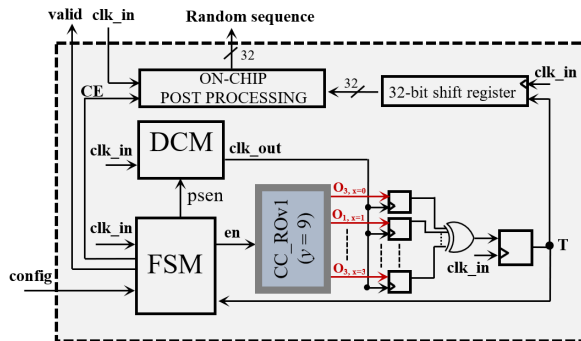 valid
clk_in
Random sequence
32
CE
ON-CHIP
POST PROCESSING
32
32-bit shift register
clk_in
clk_in
DCM
clk_out
psen
clk_in
FSM
en
CC_ROv1
(y = 9)
O3, x=0
O1, x=1
O3, x=3
clk_in
T
config